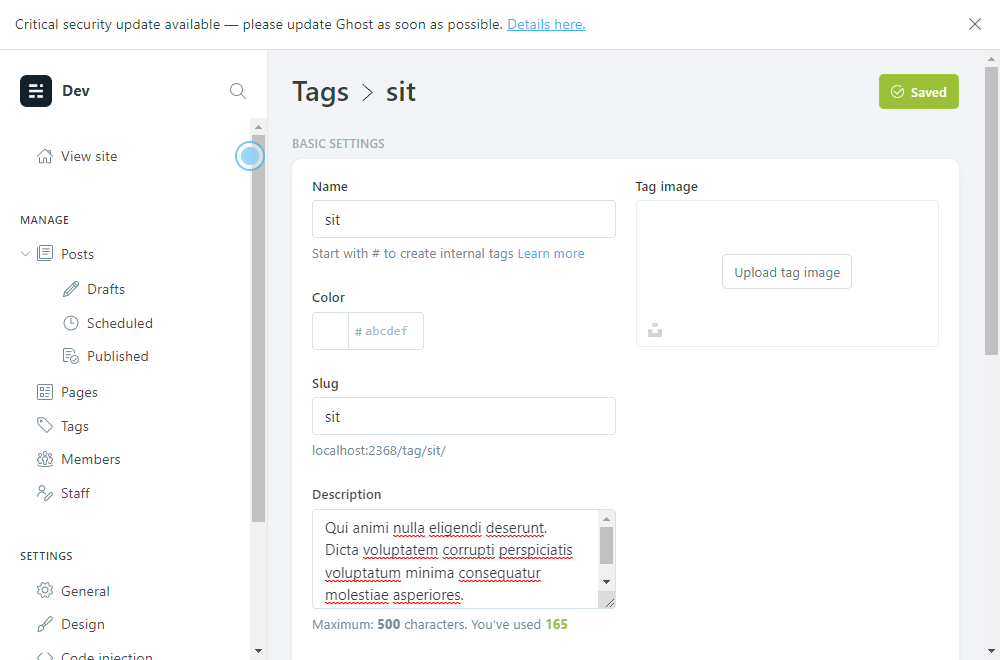 Critical security update available — please update Ghost as soon as possible. Details here.
Dev
View site
MANAGE
Posts
Drafts
Scheduled
Published
Pages
Tags
Members
Staff
SETTINGS
General
Design
Code injection
Tags > sit
Saved
BASIC SETTINGS
Name
sit
Start with # to create internal tags Learn more
Color
# abcdef
Slug
sit
localhost:2368/tag/sit/
Description
Qui animi nulla eligendi deserunt.
Dicta voluptatem corrupti perspiciatis
voluptatum minima consequatur
molestiae asperiores.
Maximum: 500 characters. You've used 165
Tag image
Upload tag image